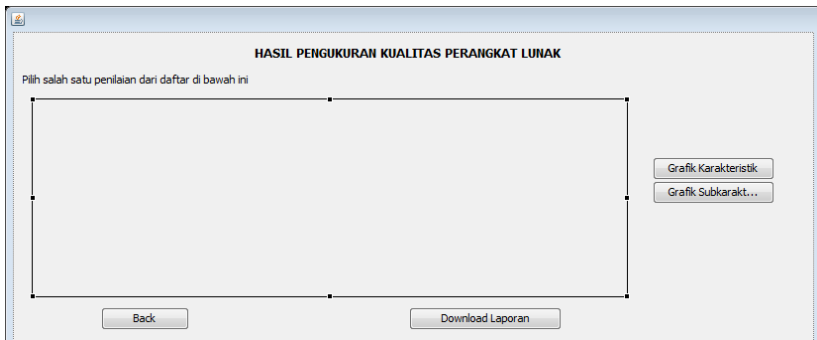 HASIL PENGUKURAN KUALITAS PERANGKAT LUNAK
Pilih salah satu penilaian dari daftar di bawah ini
Grafik Karakteristik
Grafik Subkarakt...
Back
Download Laporan